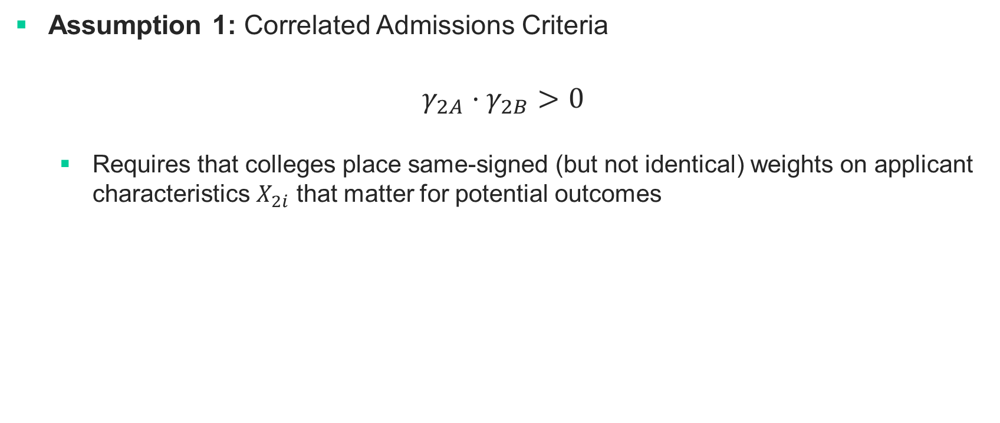 ▪ Assumption 1: Correlated Admissions Criteria
γ₂A · γ₂B > 0
▪ Requires that colleges place same-signed (but not identical) weights on applicant
characteristics X₂ᵢ that matter for potential outcomes